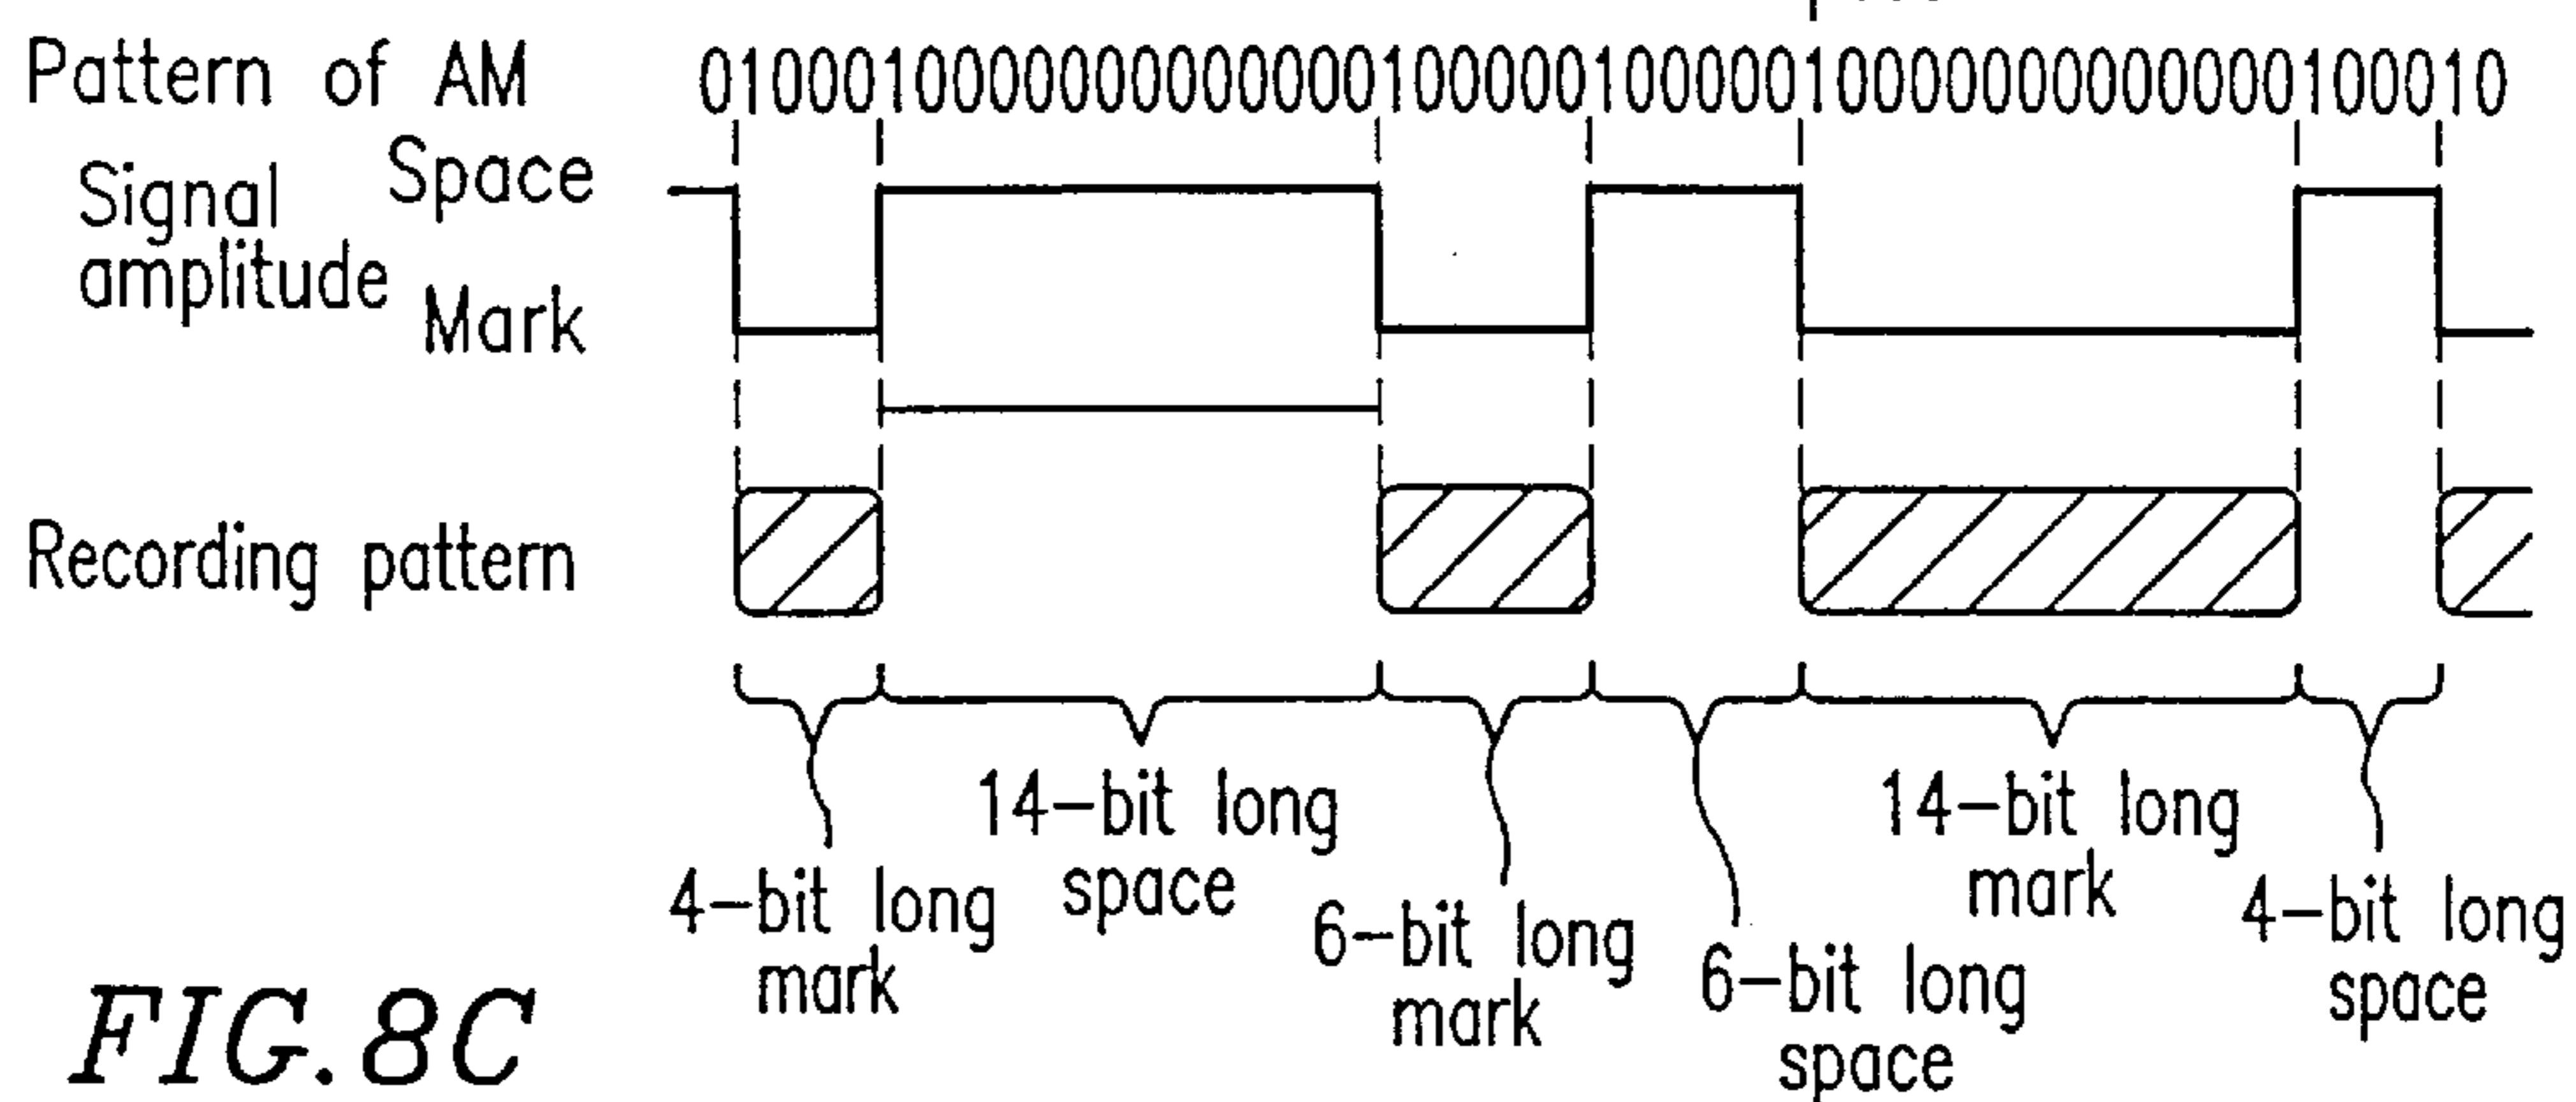 Pattern of AM 010001000000000000010000010000010000000000000100010
Signal
amplitude
Space
Mark
Recording pattern
4-bit long
mark
14-bit long
space
6-bit long
mark
6-bit long
space
14-bit long
mark
4-bit long
space
FIG.8C